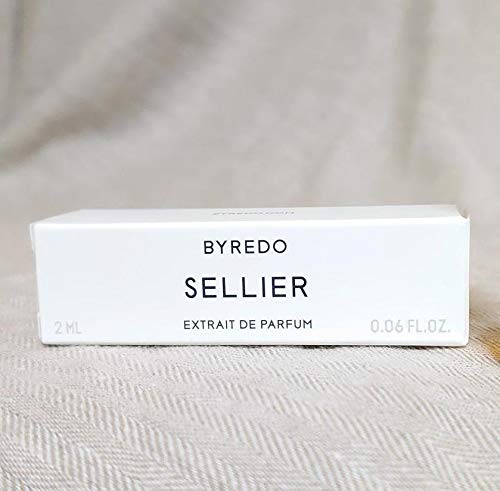 BYREDO
SELLIER
EXTRAIT DE PARFUM
2 ML
0.06 FL.OZ.